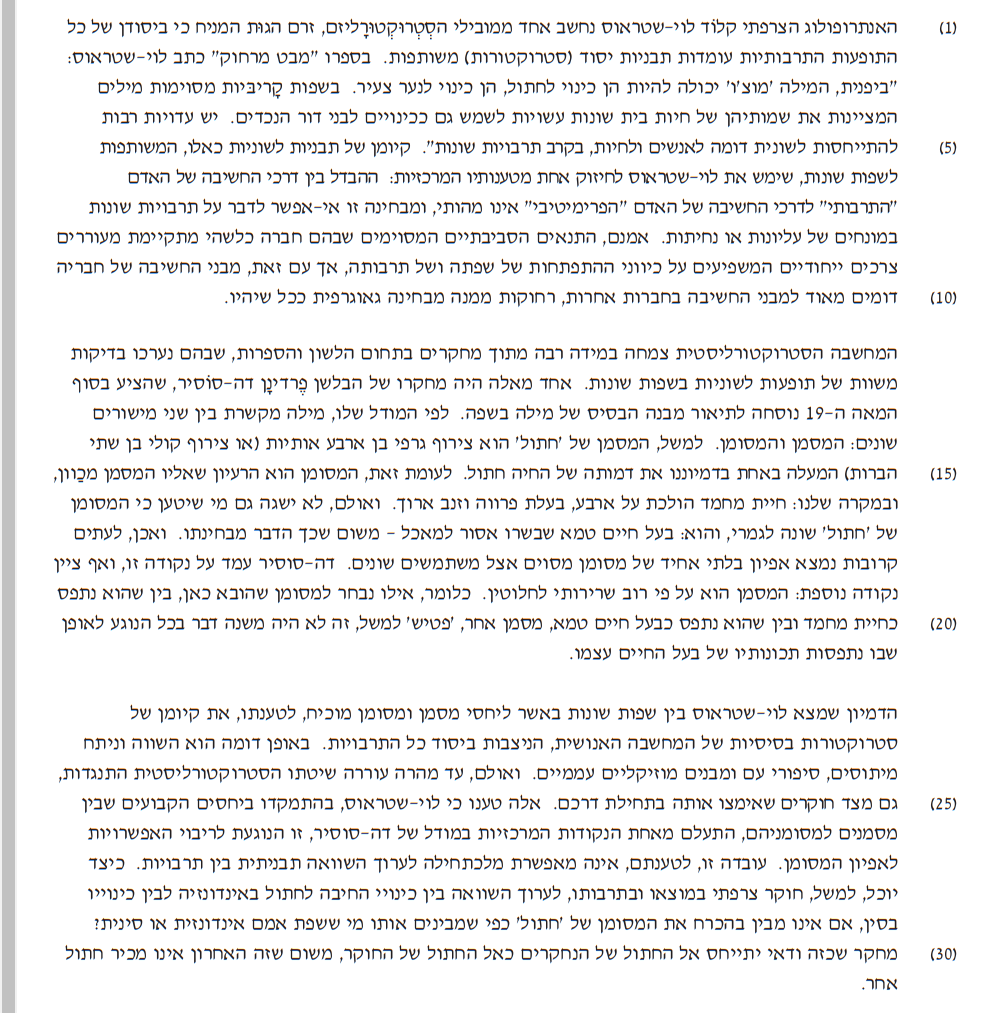 (1) האנתרופולוג הצרפתי קלוֹד לוי-שטראוס נחשב אחד ממובילי הסְטְרוּקְטוּרָליזם, זרם הגות המניח כי ביסודן של כל
התופעות התרבותיות עומדות תבניות יסוד (סטרוקטורות) משותפות. בספרו "מבט מרחוק" כתב לוי-שטראוס:
"ביפנית, המילה 'מוצ'ו' יכולה להיות הן כינוי לחתול, הן כינוי לנער צעיר. בשפות קָריבּיות מסוימות מילים
המציינות את שמותיהן של חיות בית שונות עשויות לשמש גם ככינויים לבני דור הנכדים. יש עדויות רבות
(5) להתייחסות לשונית דומה לאנשים ולחיות, בקרב תרבויות שונות". קיומן של תבניות לשוניות כאלו, המשותפות
לשפות שונות, שימש את לוי-שטראוס לחיזוק אחת מטענותיו המרכזיות: ההבדל בין דרכי החשיבה של האדם
"התרבותי" לדרכי החשיבה של האדם "הפרימיטיבי" אינו מהותי, ומבחינה זו אי-אפשר לדבר על תרבויות שונות
במונחים של עליונות או נחיתות. אמנם, התנאים הסביבתיים המסוימים שבהם חברה כלשהי מתקיימת מעוררים
צרכים ייחודיים המשפיעים על כיווני ההתפתחות של שפתה ושל תרבותה, אך עם זאת, מבני החשיבה של חבריה
(10) דומים מאוד למבני החשיבה בחברות אחרות, רחוקות ממנה מבחינה גאוגרפית ככל שיהיו.
המחשבה הסטרוקטורליסטית צמחה במידה רבה מתוך מחקרים בתחום הלשון והספרות, שבהם נערכו בדיקות
משוות של תופעות לשוניות בשפות שונות. אחד מאלה היה מחקרו של הבלשן פֶרדינָן דה-סוֹסיר, שהציע בסוף
המאה ה-19 נוסחה לתיאור מבנה הבסיס של מילה בשפה. לפי המודל שלו, מילה מקשרת בין שני מישורים
שונים: המסמן והמסומן. למשל, המסמן של 'חתול' הוא צירוף גרפי בן ארבע אותיות (או צירוף קולי בן שתי
(15) הברות) המעלה באחת בדמיוננו את דמותה של החיה חתול. לעומת זאת, המסומן הוא הרעיון שאליו המסמן מכַוון,
ובמקרה שלנו: חיית מחמד הולכת על ארבע, בעלת פרווה וזנב ארוך. ואולם, לא ישגה גם מי שיטען כי המסומן
של 'חתול' שונה לגמרי, והוא: בעל חיים טמא שבשרו אסור למאכל – משום שכך הדבר מבחינתו. ואכן, לעתים
קרובות נמצא אפיון בלתי אחיד של מסומן מסוים אצל משתמשים שונים. דה-סוסיר עמד על נקודה זו, ואף ציין
נקודה נוספת: המסמן הוא על פי רוב שרירותי לחלוטין. כלומר, אילו נבחר למסומן שהובא כאן, בין שהוא נתפס
(20) כחיית מחמד ובין שהוא נתפס כבעל חיים טמא, מסמן אחר, 'פטיש' למשל, זה לא היה משנה דבר בכל הנוגע לאופן
שבו נתפסות תכונותיו של בעל החיים עצמו.
הדמיון שמצא לוי-שטראוס בין שפות שונות באשר ליחסי מסמן ומסומן מוכיח, לטענתו, את קיומן של
סטרוקטורות בסיסיות של המחשבה האנושית, הניצבות ביסוד כל התרבויות. באופן דומה הוא השווה וניתח
מיתוסים, סיפורי עם ומבנים מוזיקליים עממיים. ואולם, עד מהרה עוררה שיטתו הסטרוקטורליסטית התנגדות,
(25) גם מצד חוקרים שאימצו אותה בתחילת דרכם. אלה טענו כי לוי-שטראוס, בהתמקדו ביחסים הקבועים שבין
מסמנים למסומניהם, התעלם מאחת הנקודות המרכזיות במודל של דה-סוסיר, זו הנוגעת לריבוי האפשרויות
לאפיון המסומן. עובדה זו, לטענתם, אינה מאפשרת מלכתחילה לערוך השוואה תבניתית בין תרבויות. כיצד
יוכל, למשל, חוקר צרפתי במוצאו ובתרבותו, לערוך השוואה בין כינויי החיבה לחתול באינדונזיה לבין כינוייו
בסין, אם אינו מבין בהכרח את המסומן של 'חתול' כפי שמבינים אותו מי ששפת אמם אינדונזית או סינית?
(30) מחקר שכזה ודאי יתייחס אל החתול של הנחקרים כאל החתול של החוקר, משום שזה האחרון אינו מכיר חתול
אחר.